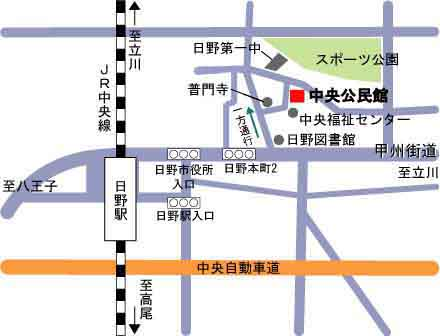 至立川
日野第一中
スポーツ公園
JR中央線
普門寺
中央公民館
中央福祉センター
一方通行
日野図書館
甲州街道
至立川
日野市役所
入口
日野本町2
至八王子
日野駅
日野駅入口
中央自動車道
至高尾